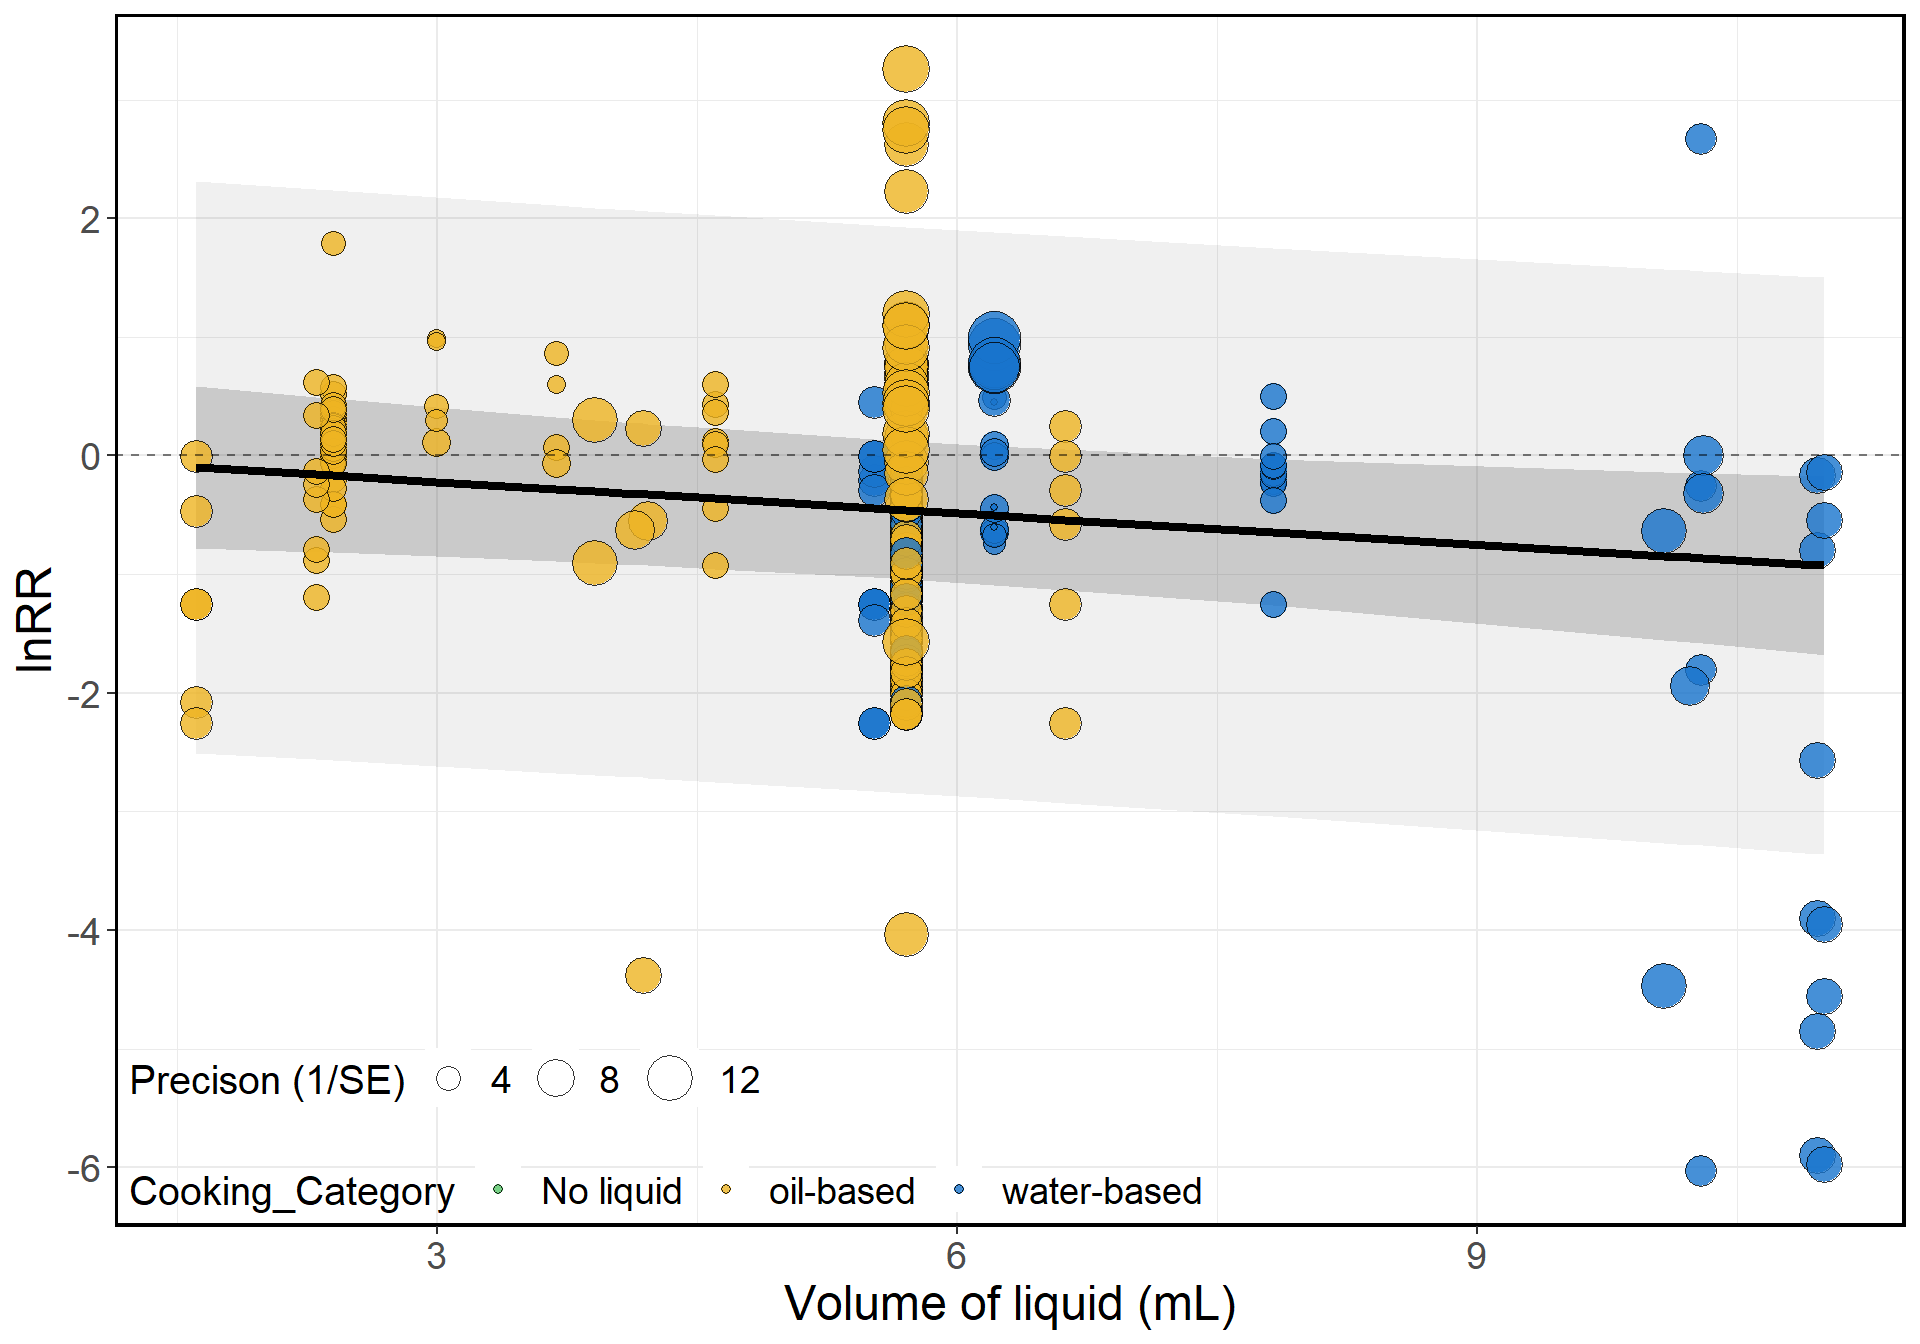 lnRR
2
0
-2
-4
-6
Precison (1/SE) 4 8 12
Cooking_Category No liquid oil-based water-based
3 6 9
Volume of liquid (mL)